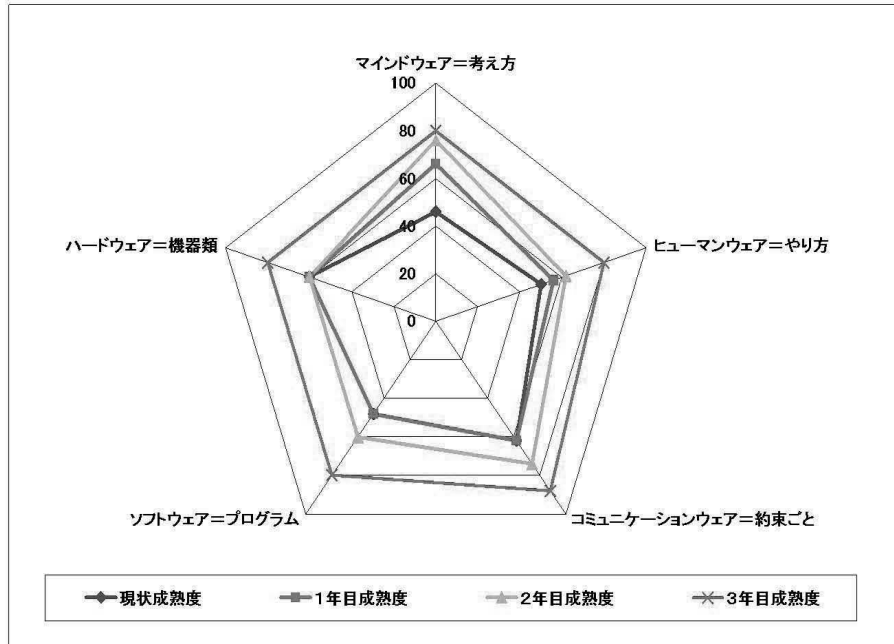 マインドウェア＝考え方
100
80
60
40
20
0
ハードウェア＝機器類
ヒューマンウェア＝やり方
ソフトウェア＝プログラム
コミュニケーションウェア＝約束ごと
現状成熟度
１年目成熟度
２年目成熟度
３年目成熟度